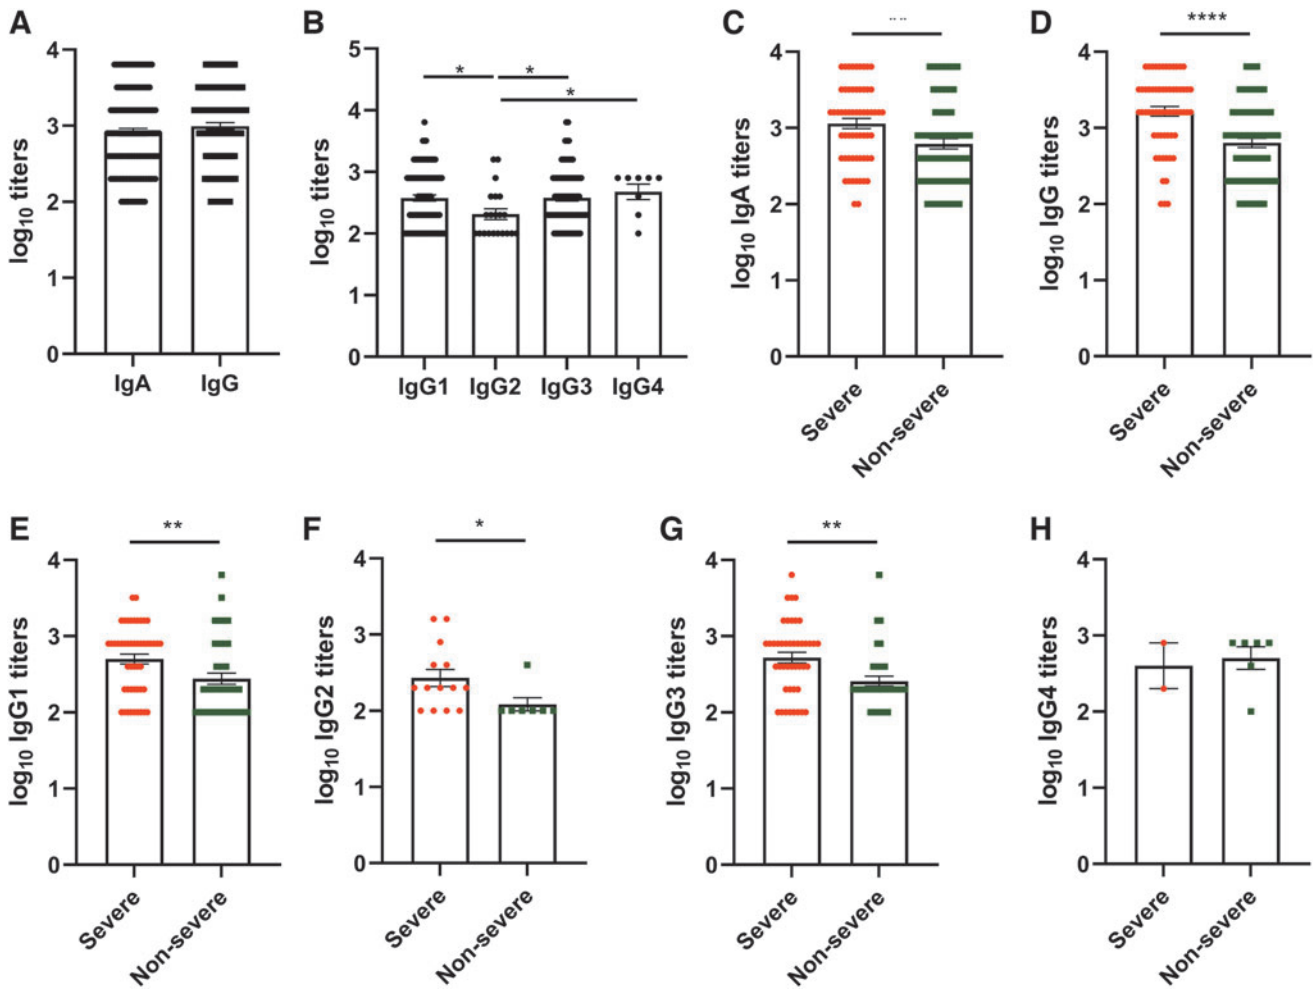 A
log10 titers
4
3
2
1
0
IgA
IgG
B
log10 titers
5
4
3
2
1
0
*
*
*
IgG1
IgG2
IgG3
IgG4
C
log10 IgA titers
4
3
2
1
0
Severe
Non-severe
D
log10 IgG titers
4
3
2
1
0
****
Severe
Non-severe
E
log10 IgG1 titers
4
3
2
1
0
**
Severe
Non-severe
F
log10 IgG2 titers
4
3
2
1
0
*
Severe
Non-severe
G
log10 IgG3 titers
4
3
2
1
0
**
Severe
Non-severe
H
log10 IgG4 titers
4
3
2
1
0
Severe
Non-severe